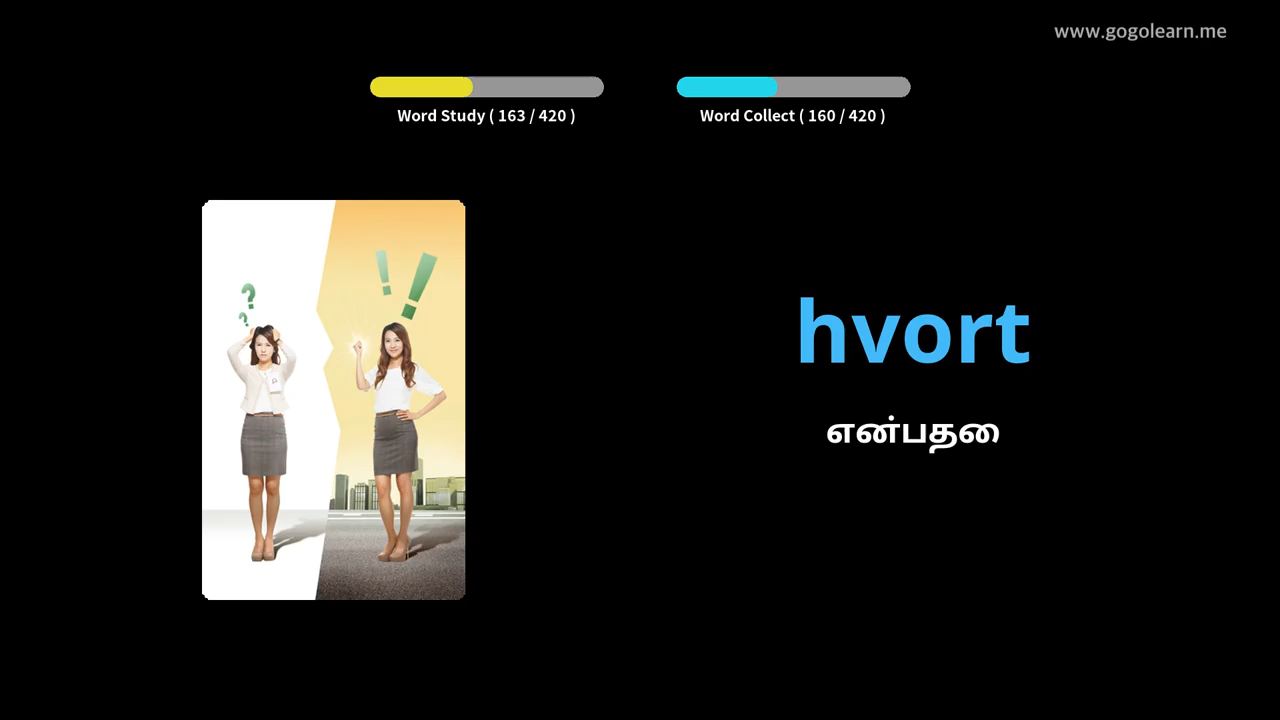 www.gogolearn.me
Word Study ( 163 / 420 )
Word Collect ( 160 / 420 )
? ?
! !
hvort
என்பதை